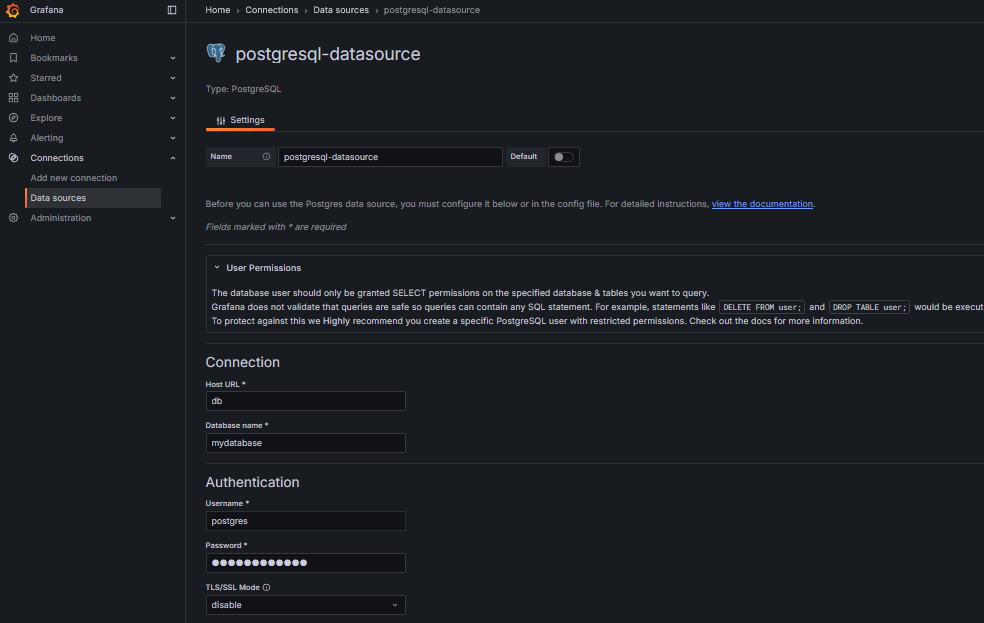 Grafana
Home › Connections › Data sources › postgresql-datasource
Home
Bookmarks
Starred
Dashboards
Explore
Alerting
Connections
Add new connection
Data sources
Administration
postgresql-datasource
Type: PostgreSQL
Settings
Name postgresql-datasource Default
Before you can use the Postgres data source, you must configure it below or in the config file. For detailed instructions, view the documentation.
Fields marked with * are required
User Permissions
The database user should only be granted SELECT permissions on the specified database & tables you want to query.
Grafana does not validate that queries are safe so queries can contain any SQL statement. For example, statements like DELETE FROM user; and DROP TABLE user; would be execut
To protect against this we Highly recommend you create a specific PostgreSQL user with restricted permissions. Check out the docs for more information.
Connection
Host URL *
db
Database name *
mydatabase
Authentication
Username *
postgres
Password *
●●●●●●●●●●●●
TLS/SSL Mode
disable